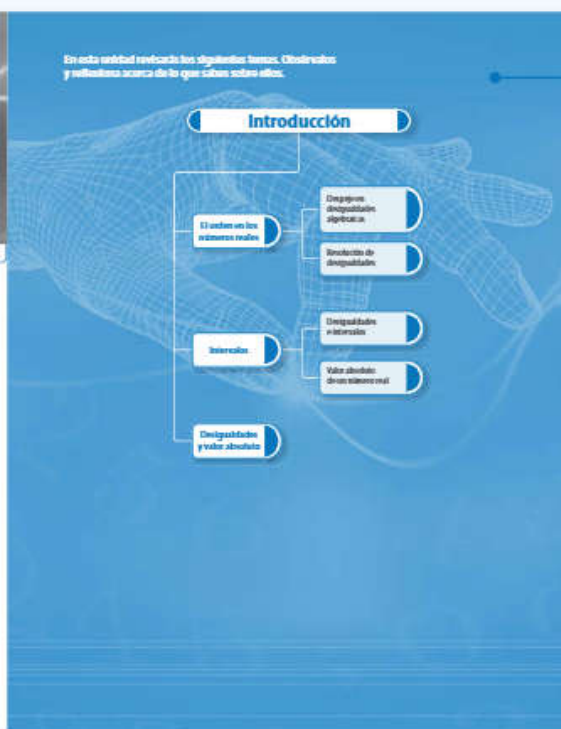 En esta unidad revisarás los siguientes temas. Obsérvalos
y reflexiona acerca de lo que sabes sobre ellos.
Introducción
El orden en los
números reales
Despeje en
desigualdades
algebraicas
Resolución de
desigualdades
Intervalos
Desigualdades
e intervalos
Valor absoluto
de un número real
Desigualdades
y valor absoluto